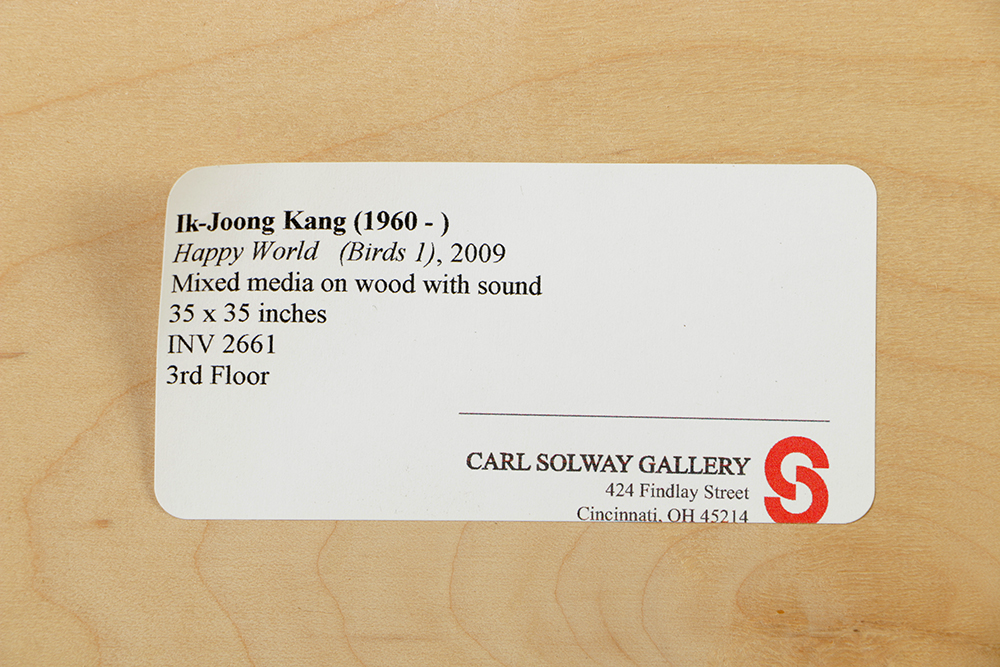 Ik-Joong Kang (1960 - )
Happy World (Birds 1), 2009
Mixed media on wood with sound
35 x 35 inches
INV 2661
3rd Floor
CARL SOLWAY GALLERY
424 Findlay Street
Cincinnati, OH 45214
S